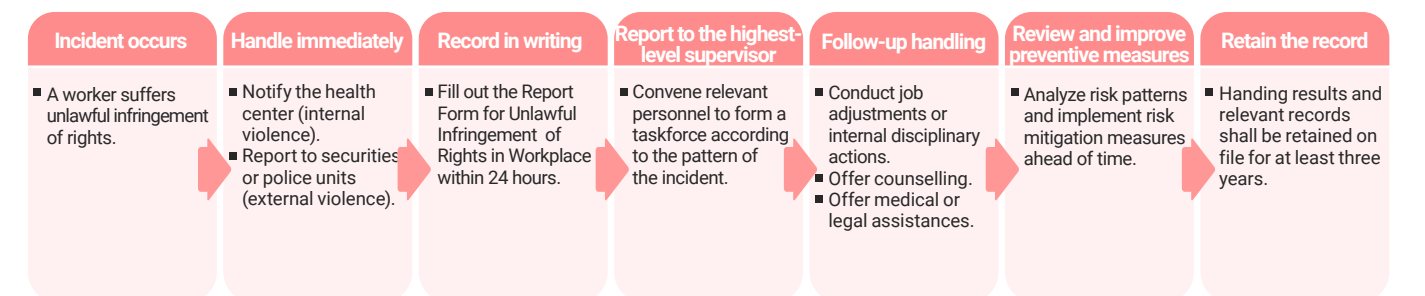 Incident occurs
A worker suffers
unlawful infringement
of rights.
Handle immediately
Notify the health
center (internal
violence).
Report to securities
or police units
(external violence).
Record in writing
Fill out the Report
Form for Unlawful
Infringement of
Rights in Workplace
within 24 hours.
Report to the highest-
level supervisor
Convene relevant
personnel to form a
taskforce according
to the pattern of
the incident.
Follow-up handling
Conduct job
adjustments or
internal disciplinary
actions.
Offer counselling.
Offer medical or
legal assistances.
Review and improve
preventive measures
Analyze risk patterns
and implement risk
mitigation measures
ahead of time.
Retain the record
Handing results and
relevant records
shall be retained on
file for at least three
years.